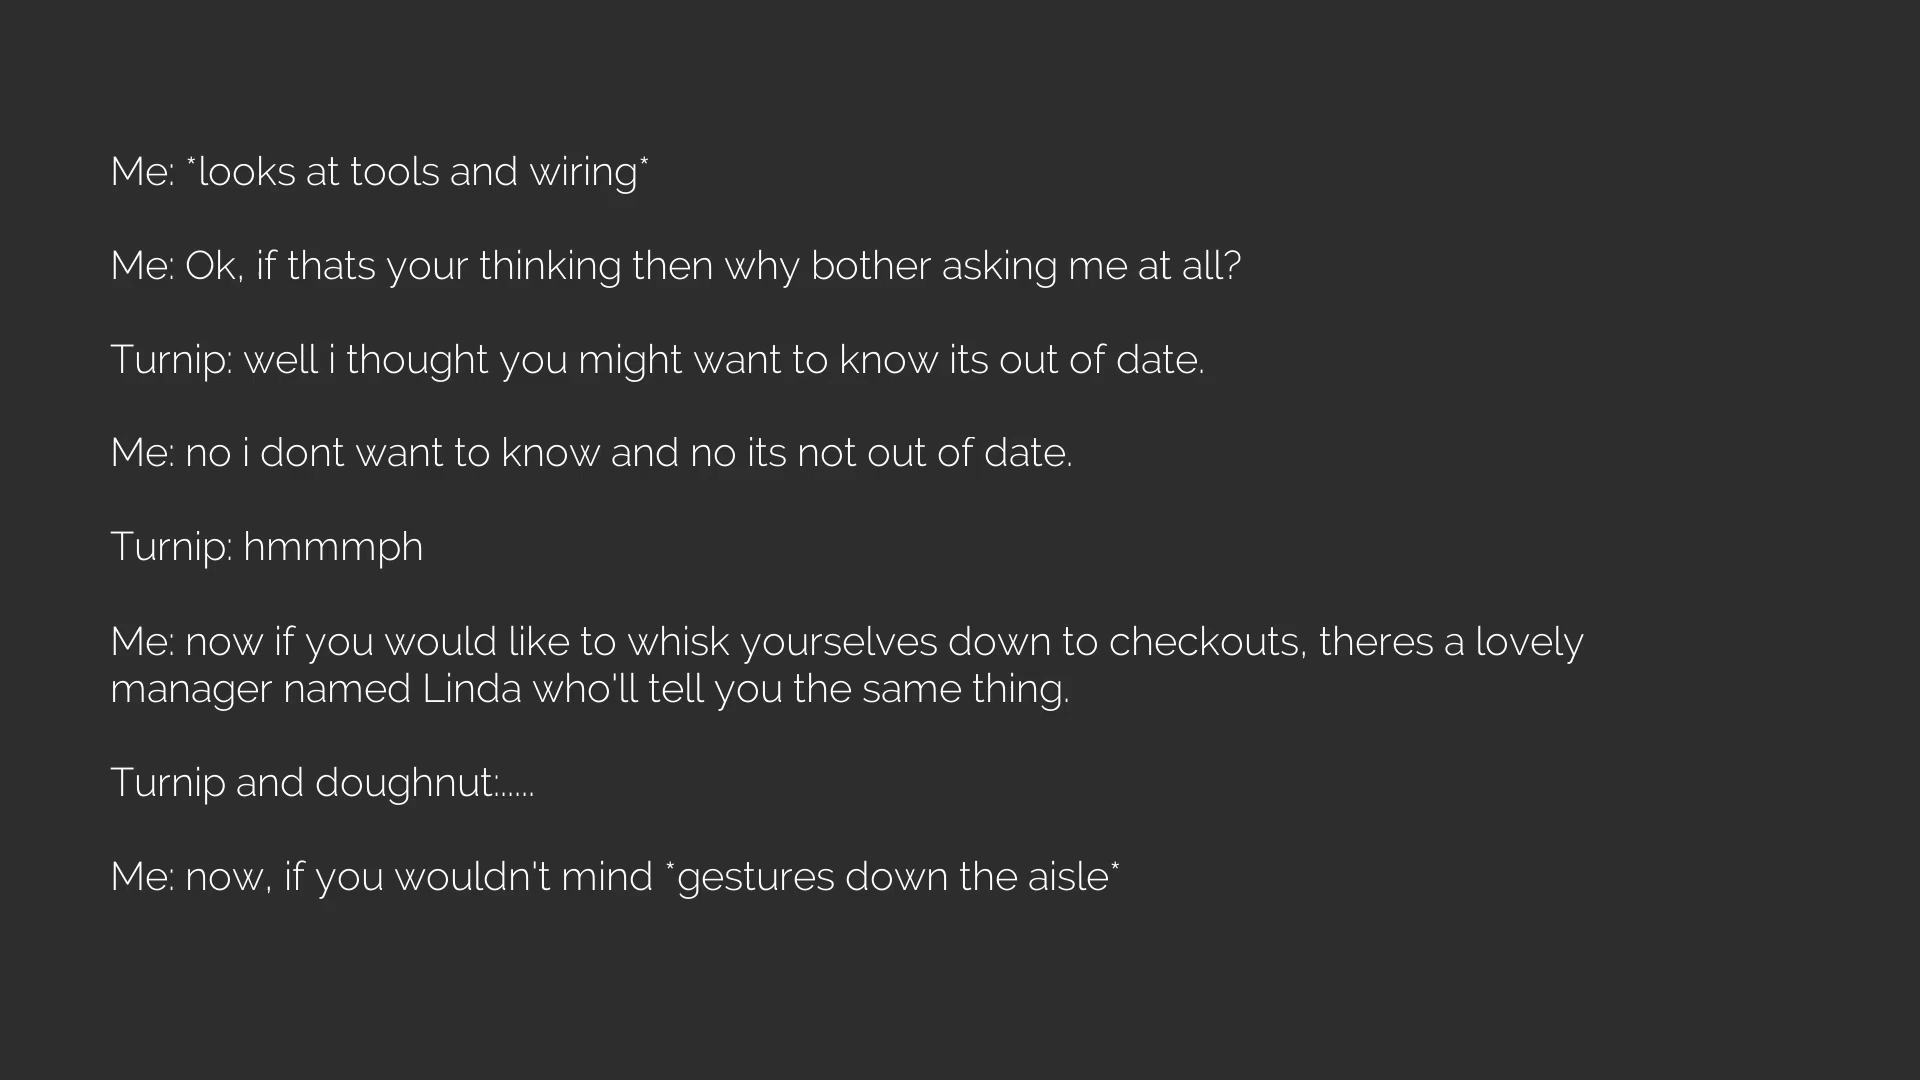 Me: *looks at tools and wiring*
Me: Ok, if thats your thinking then why bother asking me at all?
Turnip: well i thought you might want to know its out of date.
Me: no i dont want to know and no its not out of date.
Turnip: hmmmph
Me: now if you would like to whisk yourselves down to checkouts, theres a lovely
manager named Linda who'll tell you the same thing.
Turnip and doughnut:.....
Me: now, if you wouldn't mind *gestures down the aisle*